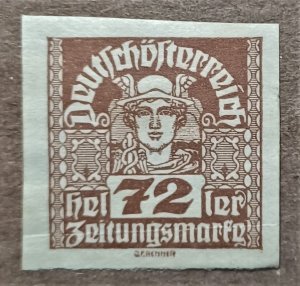 Deutschösterreich
72
hel ler
Zeitungsmarke